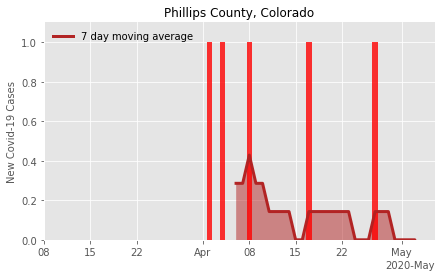 Phillips County, Colorado
7 day moving average
New Covid-19 Cases
1.0
0.8
0.6
0.4
0.2
0.0
08 15 22 Apr 08 15 22 May
2020-May